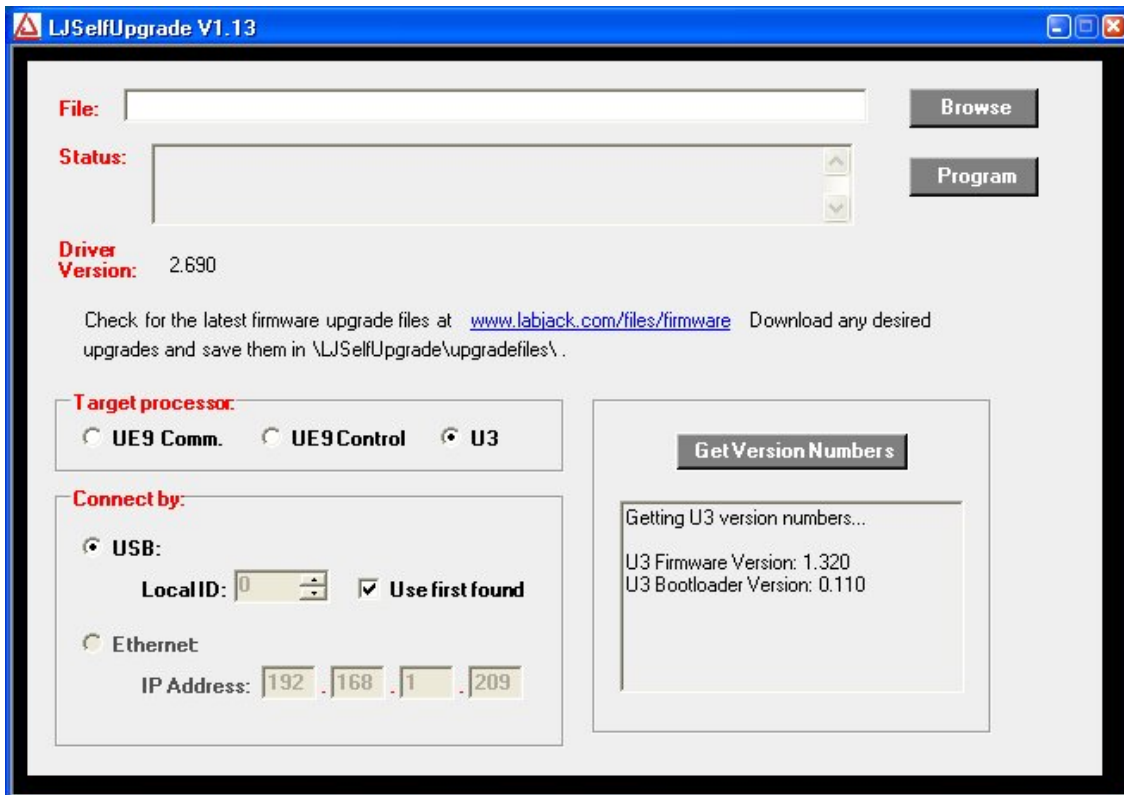 LJSelfUpgrade V1.13
File:
Browse
Status:
Program
Driver
Version:
2.690
Check for the latest firmware upgrade files at www.labjack.com/files/firmware Download any desired
upgrades and save them in \LJSelfUpgrade\upgradefiles\ .
Target processor:
UE9 Comm. UE9 Control U3
Connect by:
USB:
Local ID: 0 Use first found
Ethernet:
IP Address: 192 . 168 . 1 . 209
Get Version Numbers
Getting U3 version numbers...
U3 Firmware Version: 1.320
U3 Bootloader Version: 0.110